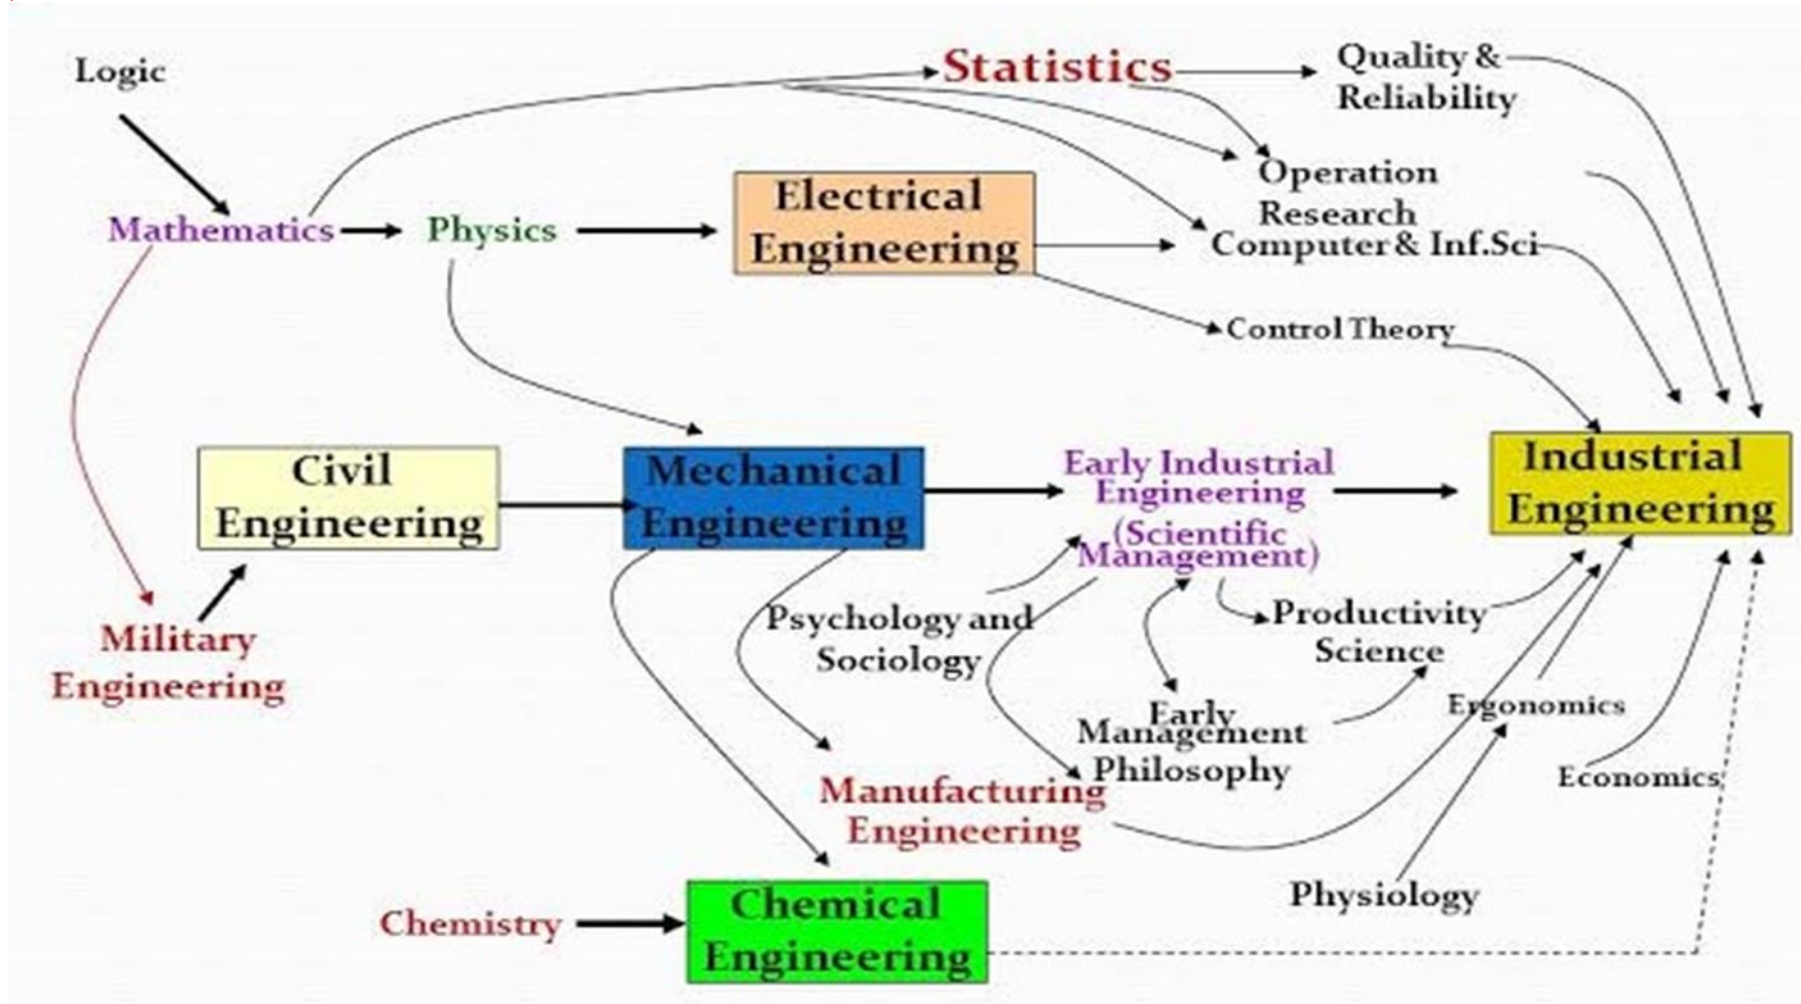 Logic
Statistics
Quality &
Reliability
Mathematics
Physics
Electrical
Engineering
Operation
Research
Computer & Inf.Sci
Control Theory
Civil
Engineering
Mechanical
Engineering
Early Industrial
Engineering
(Scientific
Management)
Industrial
Engineering
Military
Engineering
Psychology and
Sociology
Productivity
Science
Early
Management
Philosophy
Ergonomics
Economics
Manufacturing
Engineering
Physiology
Chemistry
Chemical
Engineering